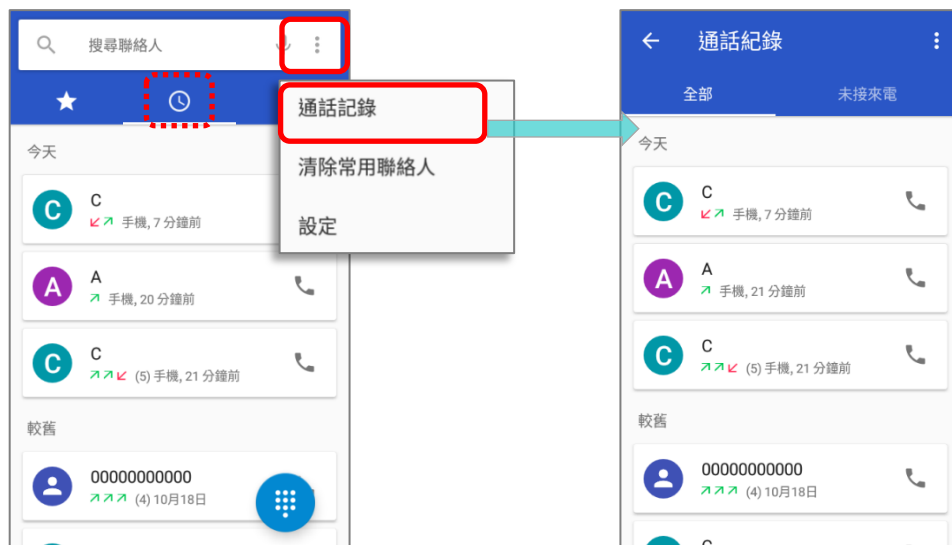 搜尋聯絡人
通話記錄
清除常用聯絡人
設定
今天
C
C
手機, 7 分鐘前
A
A
手機, 20 分鐘前
C
C
(5) 手機, 21 分鐘前
較舊
00000000000
(4) 10月18日
通話紀錄
全部
未接來電
今天
C
C
手機, 7 分鐘前
A
A
手機, 21 分鐘前
C
C
(5) 手機, 21 分鐘前
較舊
00000000000
(4) 10月18日